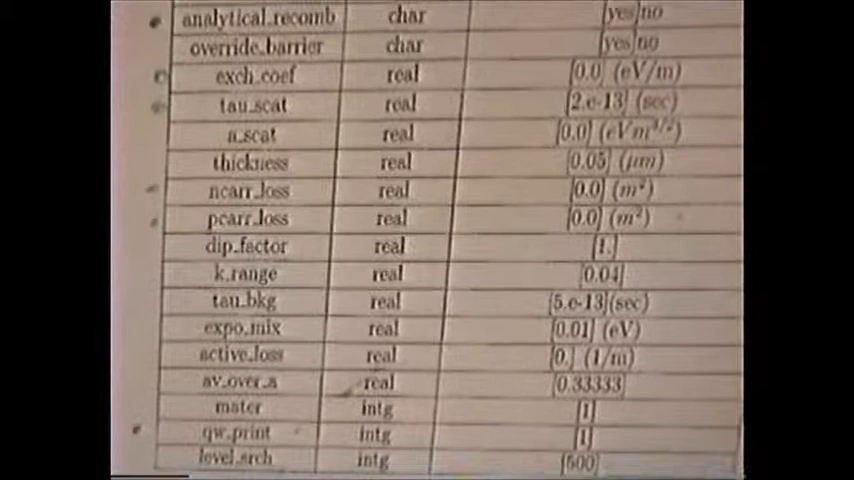 analytical_recomb char [yes]no
override_barrier char [yes]no
exch_coef real [0.0] (eV/m)
tau_scat real [2.e-13] (sec)
a_scat real [0.0] (eVm^3/2)
thickness real [0.05] (μm)
ncarr_loss real [0.0] (m²)
pcarr_loss real [0.0] (m²)
dip_factor real [1.]
k_range real [0.04]
tau_bkg real [5.e-13](sec)
expo_mix real [0.01] (eV)
active_loss real [0.] (1/m)
av_over_a real [0.33333]
mater intg [1]
qw_print intg [1]
level_srch intg [500]